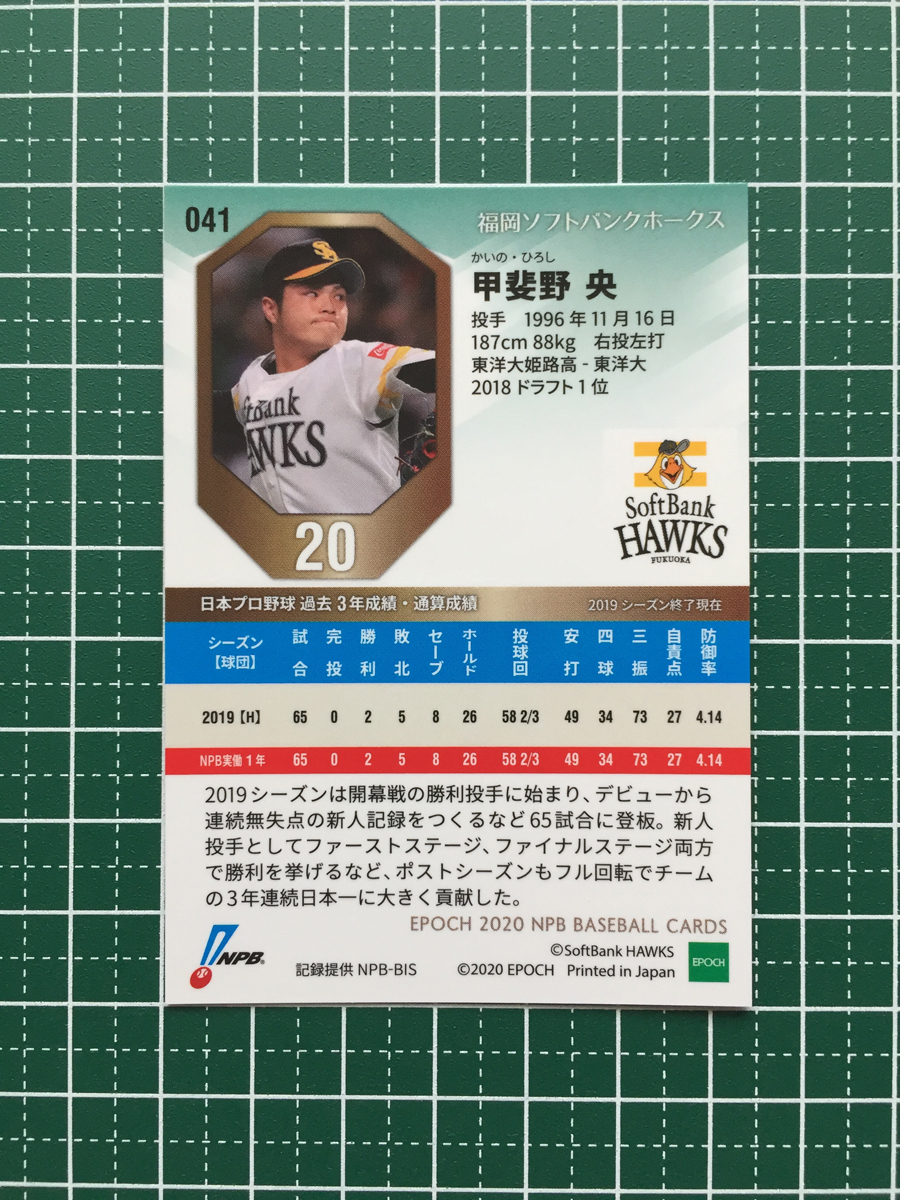 041
福岡ソフトバンクホークス
かいの・ひろし
甲斐野 央
投手 1996年11月16日
187cm 88kg 右投左打
東洋大姫路高 - 東洋大
2018ドラフト1位
ftBank
HAWKS
20
SoftBank
HAWKS
FUKUOKA
日本プロ野球 過去3年成績・通算成績 2019シーズン終了現在
シーズン【球団】 試合 完投 勝利 敗北 セーブ ホールド 投球回 安打 四球 三振 自責点 防御率
2019【H】 65 0 2 5 8 26 58 2/3 49 34 73 27 4.14
NPB実働1年 65 0 2 5 8 26 58 2/3 49 34 73 27 4.14
2019シーズンは開幕戦の勝利投手に始まり、デビューから
連続無失点の新人記録をつくるなど65試合に登板。新人
投手としてファーストステージ、ファイナルステージ両方
で勝利を挙げるなど、ポストシーズンもフル回転でチーム
の3年連続日本一に大きく貢献した。
EPOCH 2020 NPB BASEBALL CARDS
NPB
©SoftBank HAWKS
記録提供 NPB-BIS ©2020 EPOCH Printed in Japan
EPOCH